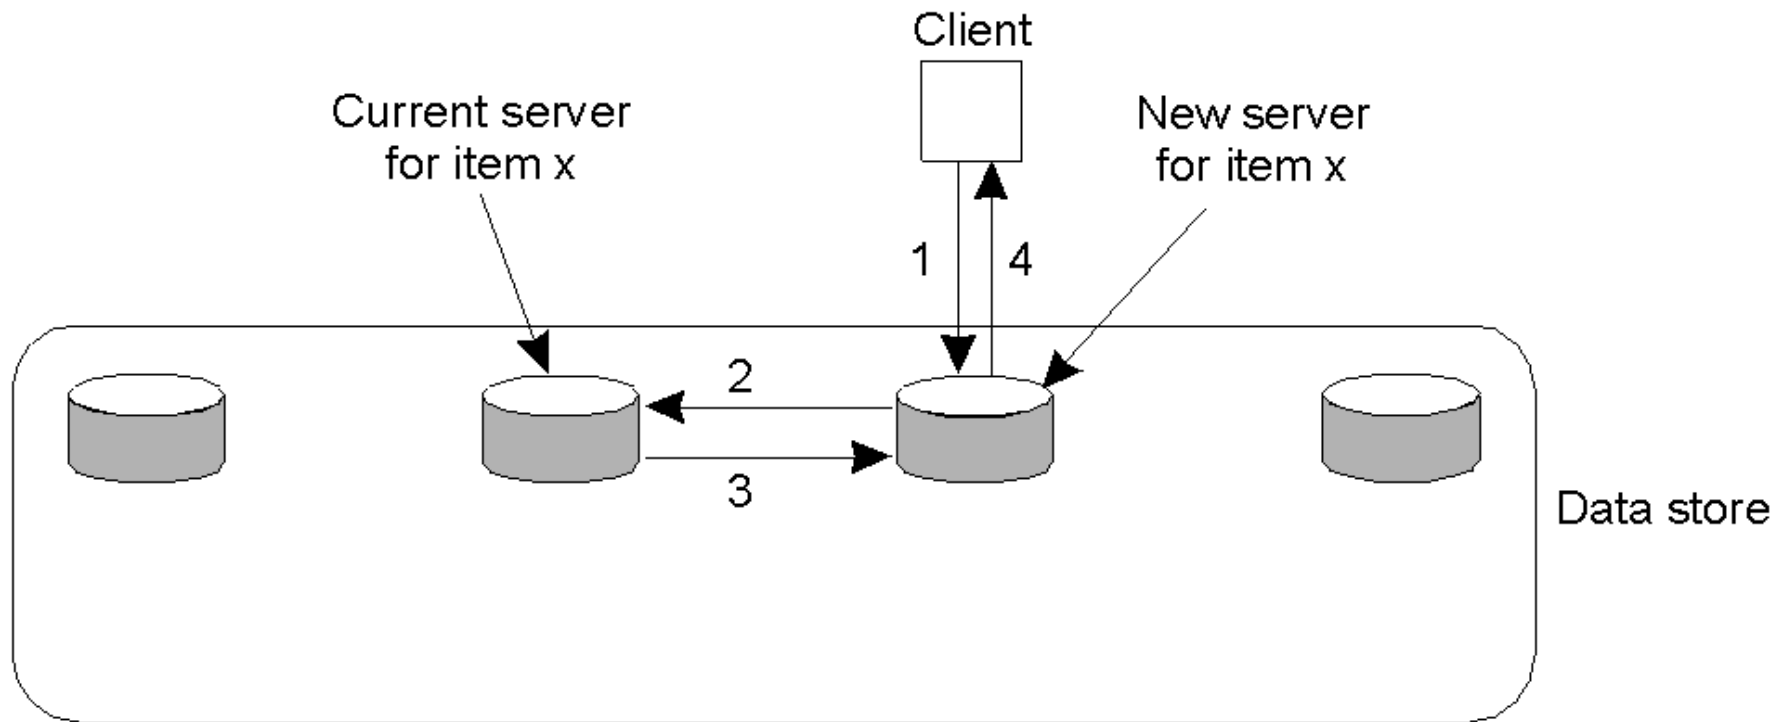 Client
Current server
for item x
New server
for item x
1
4
2
3
Data store